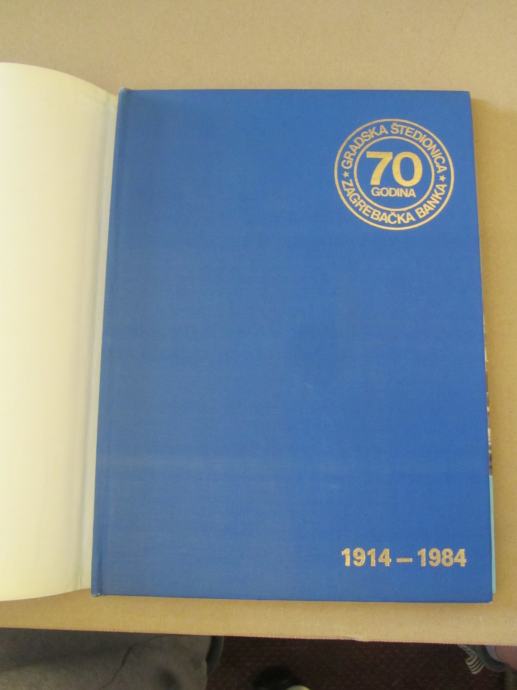 GRADSKA ŠTEDIONICA
70
GODINA
★ ZAGREBAČKA BANKA ★
1914 – 1984